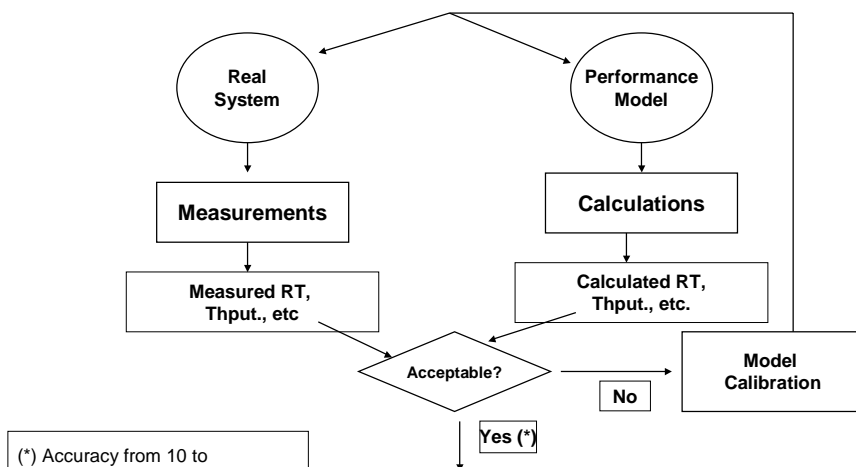 Real
System
Performance
Model
Measurements
Calculations
Measured RT,
Thput., etc
Calculated RT,
Thput., etc.
Acceptable?
No
Model
Calibration
Yes (*)
(*) Accuracy from 10 to